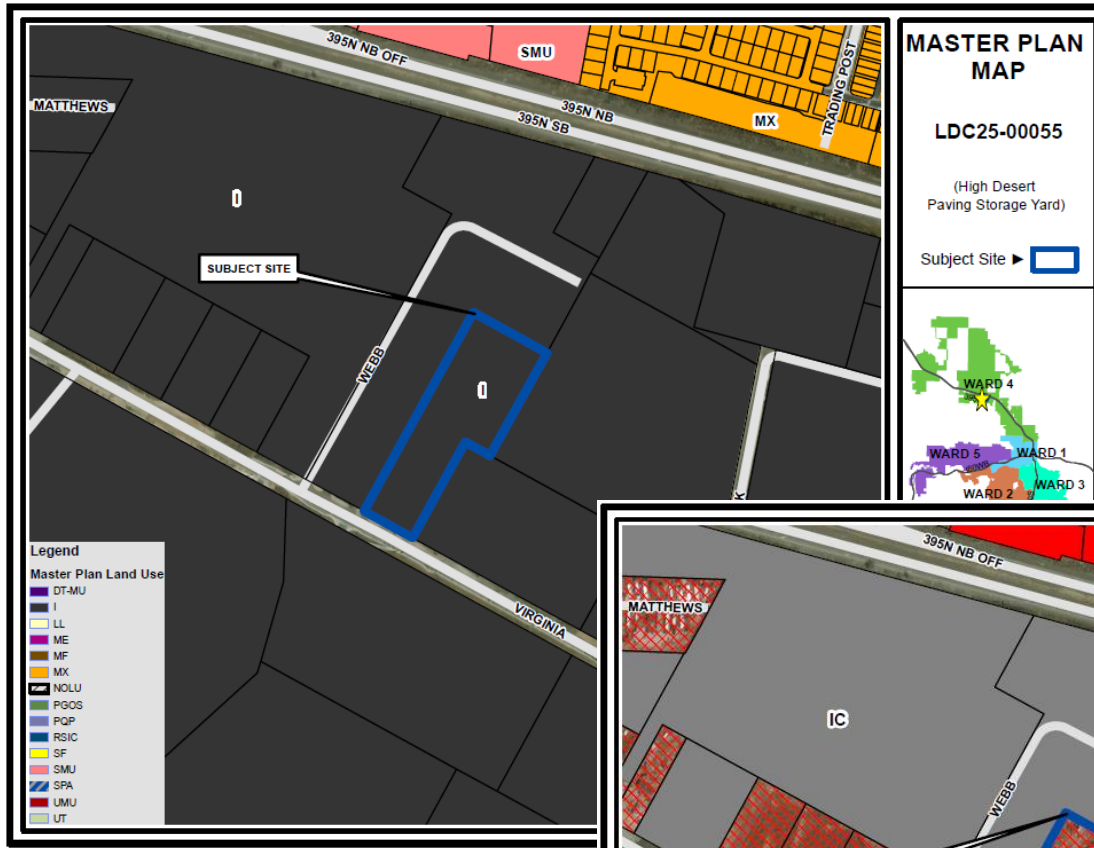 395N NB OFF
SMU
TRADING POST
MATTHEWS
395N NB
395N SB
MX
I
SUBJECT SITE
WEBB
I
VIRGINIA
K
Legend
Master Plan Land Use
DT-MU
I
LL
ME
MF
MX
NOLU
PGOS
PQP
RSIC
SF
SMU
SPA
UMU
UT
MASTER PLAN
MAP
LDC25-00055
(High Desert
Paving Storage Yard)
Subject Site ►
WARD 4
WARD 5
WARD 1
WARD 2
WARD 3
395N NB OFF
MATTHEWS
IC
WEBB